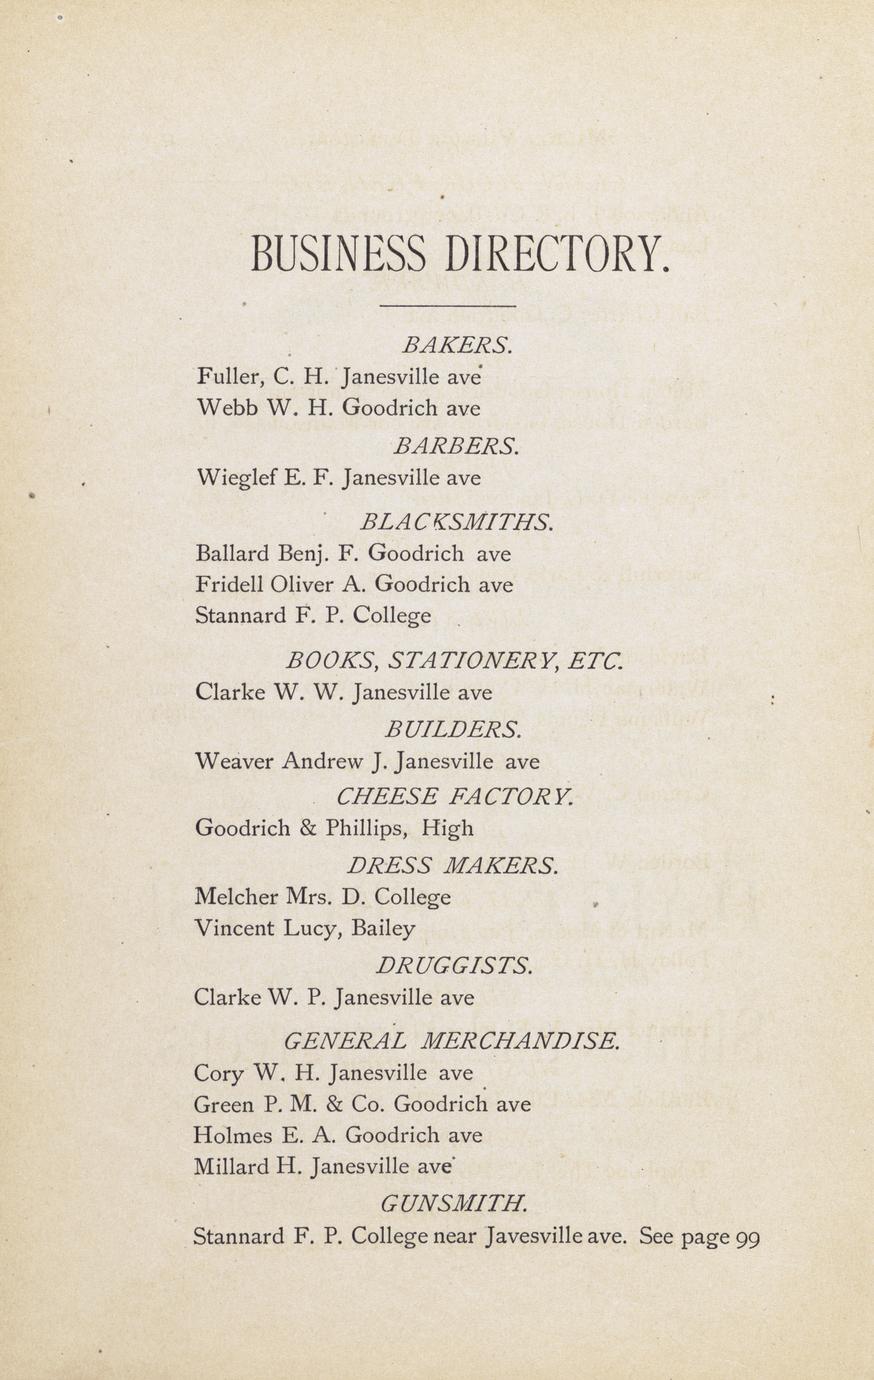 BUSINESS DIRECTORY.
BAKERS.
Fuller, C. H. Janesville ave
Webb W. H. Goodrich ave
BARBERS.
Wieglef E. F. Janesville ave
BLACKSMITHS.
Ballard Benj. F. Goodrich ave
Fridell Oliver A. Goodrich ave
Stannard F. P. College
BOOKS, STATIONERY, ETC.
Clarke W. W. Janesville ave
BUILDERS.
Weaver Andrew J. Janesville ave
CHEESE FACTORY.
Goodrich & Phillips, High
DRESS MAKERS.
Melcher Mrs. D. College
Vincent Lucy, Bailey
DRUGGISTS.
Clarke W. P. Janesville ave
GENERAL MERCHANDISE.
Cory W. H. Janesville ave
Green P. M. & Co. Goodrich ave
Holmes E. A. Goodrich ave
Millard H. Janesville ave
GUNSMITH.
Stannard F. P. College near Javesville ave. See page 99